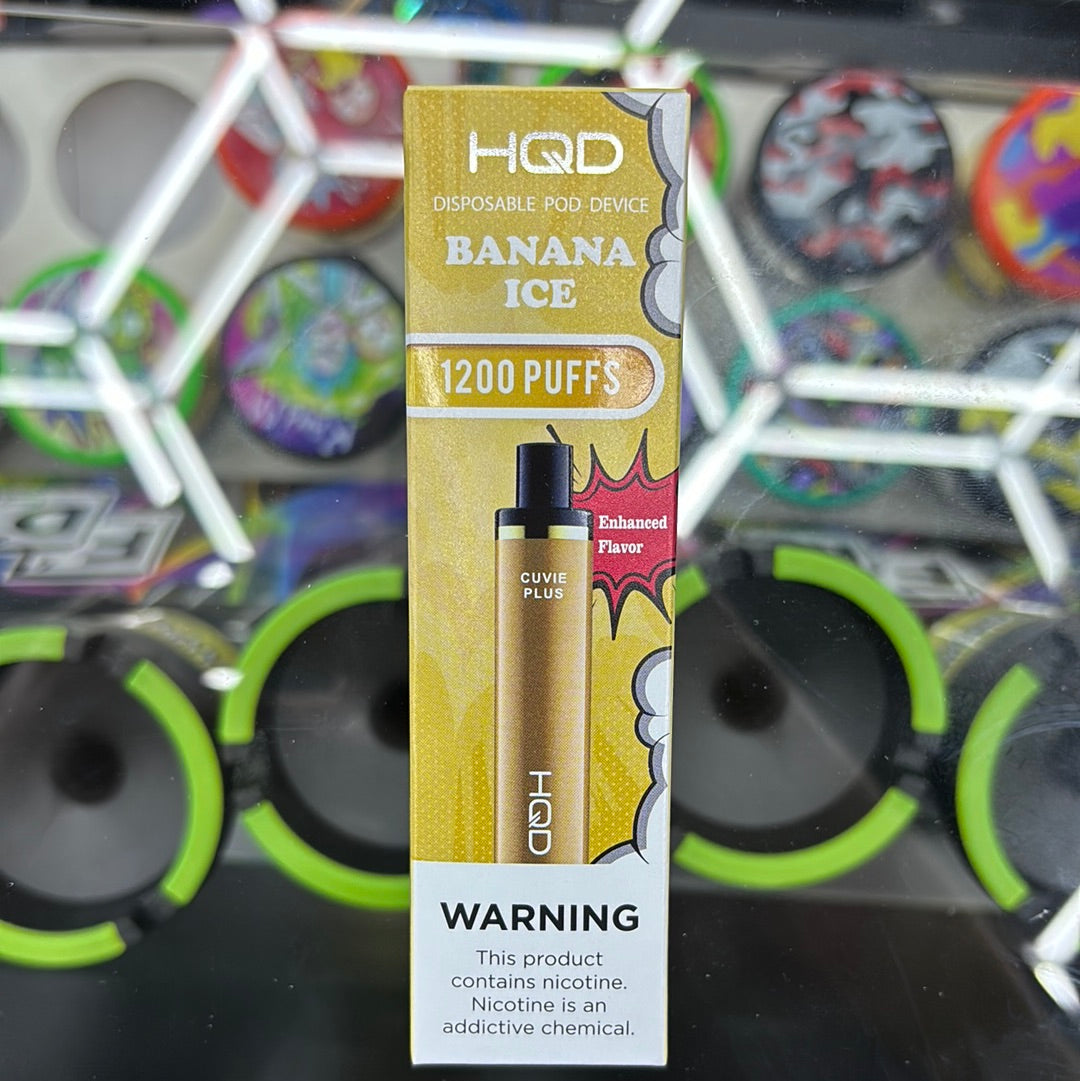 HQD
DISPOSABLE POD DEVICE
BANANA
ICE
1200 PUFFS
Enhanced
Flavor
CUVIE
PLUS
HQD
WARNING
This product
contains nicotine.
Nicotine is an
addictive chemical.